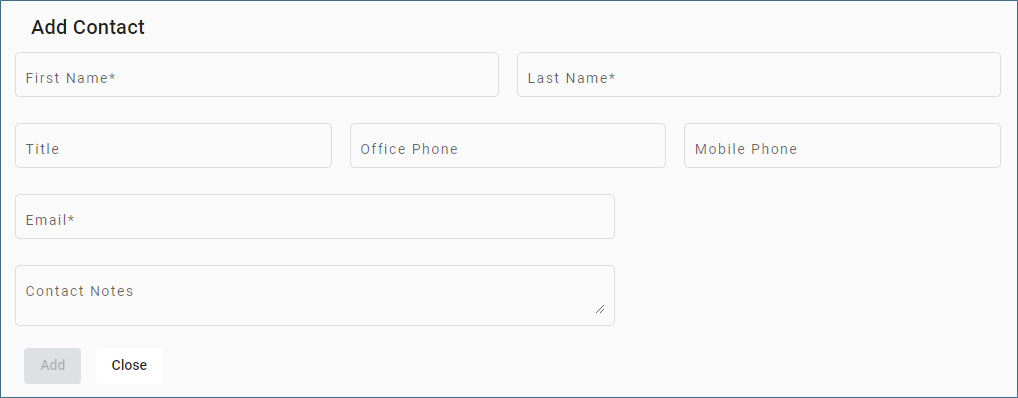 Add Contact
First Name* Last Name*
Title Office Phone Mobile Phone
Email*
Contact Notes
Add Close